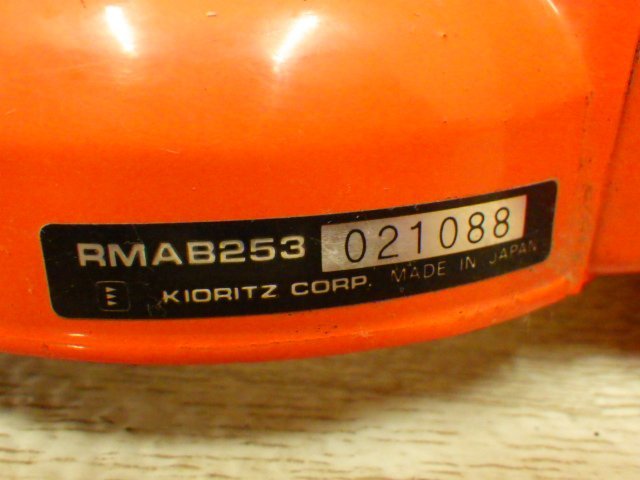 RMAB253 021088
KIORITZ CORP. MADE IN JAPAN